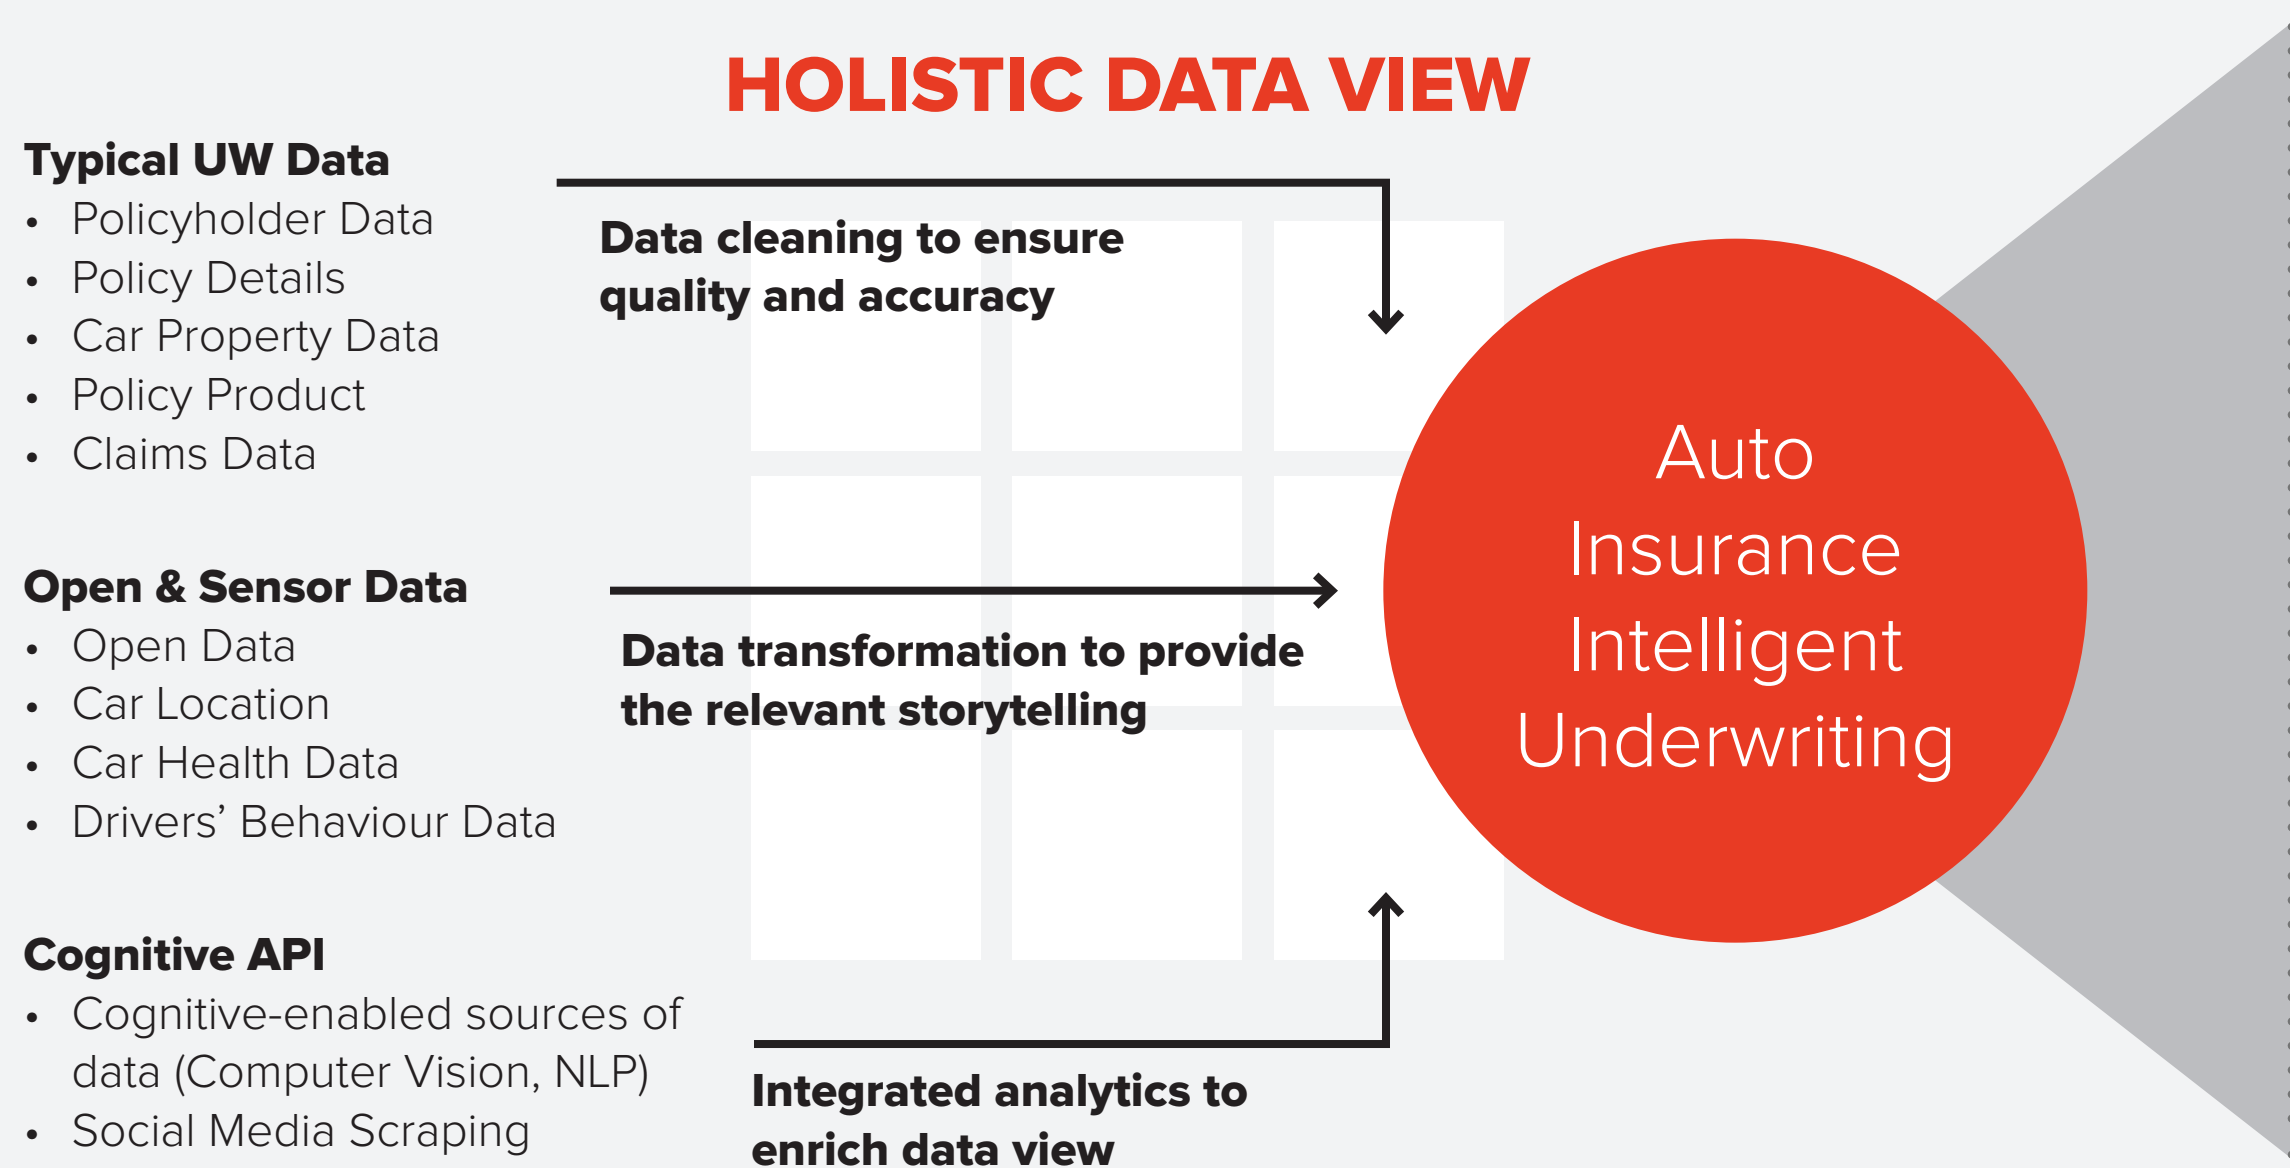 HOLISTIC DATA VIEW
Typical UW Data
• Policyholder Data
• Policy Details
• Car Property Data
• Policy Product
• Claims Data
Data cleaning to ensure
quality and accuracy
Open & Sensor Data
• Open Data
• Car Location
• Car Health Data
• Drivers’ Behaviour Data
Data transformation to provide
the relevant storytelling
Cognitive API
• Cognitive-enabled sources of
data (Computer Vision, NLP)
• Social Media Scraping
Integrated analytics to
enrich data view
Auto
Insurance
Intelligent
Underwriting